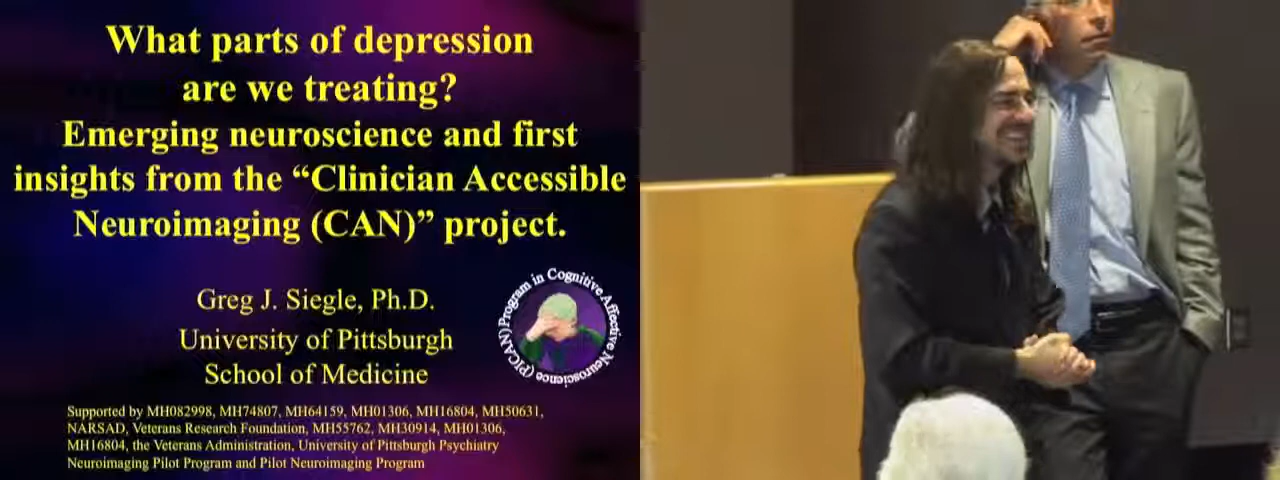 What parts of depression
are we treating?
Emerging neuroscience and first
insights from the “Clinician Accessible
Neuroimaging (CAN)” project.
Greg J. Siegle, Ph.D.
University of Pittsburgh
School of Medicine
Program in Cognitive Affective Neuroscience (PICAN)
Supported by MH082998, MH74807, MH64159, MH01306, MH16804, MH50631,
NARSAD, Veterans Research Foundation, MH55762, MH30914, MH01306,
MH16804, the Veterans Administration, University of Pittsburgh Psychiatry
Neuroimaging Pilot Program and Pilot Neuroimaging Program